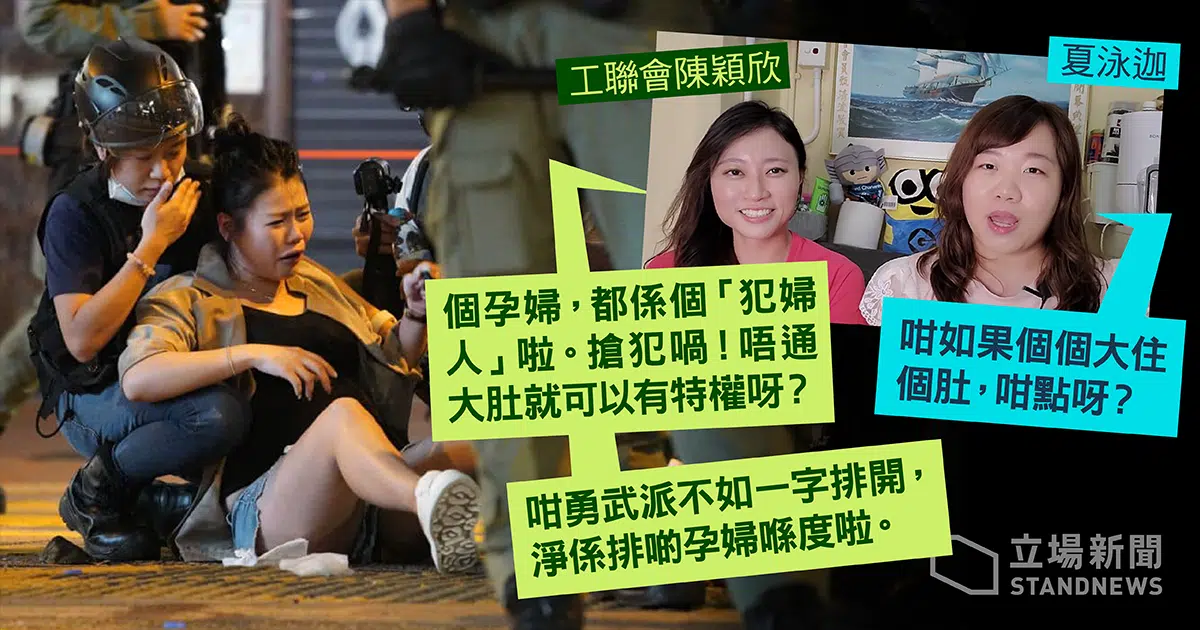 工聯會陳穎欣
夏泳迦
個孕婦，都係個「犯婦
人」啦。搶犯喎！唔通
大肚就可以有特權呀？
咁如果個個大住
個肚，咁點呀？
咁勇武派不如一字排開，
淨係排啲孕婦喺度啦。
立場新聞
STANDNEWS